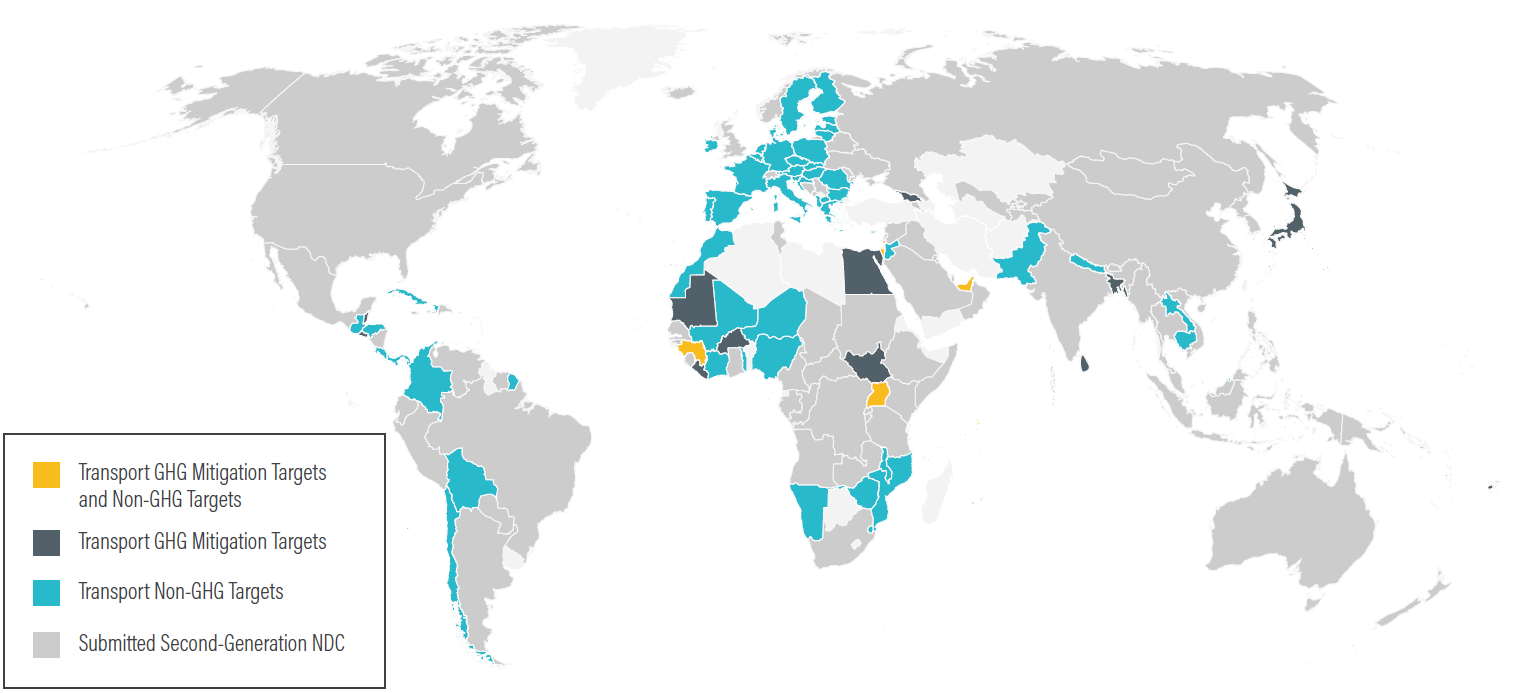 Transport GHG Mitigation Targets
and Non-GHG Targets
Transport GHG Mitigation Targets
Transport Non-GHG Targets
Submitted Second-Generation NDC